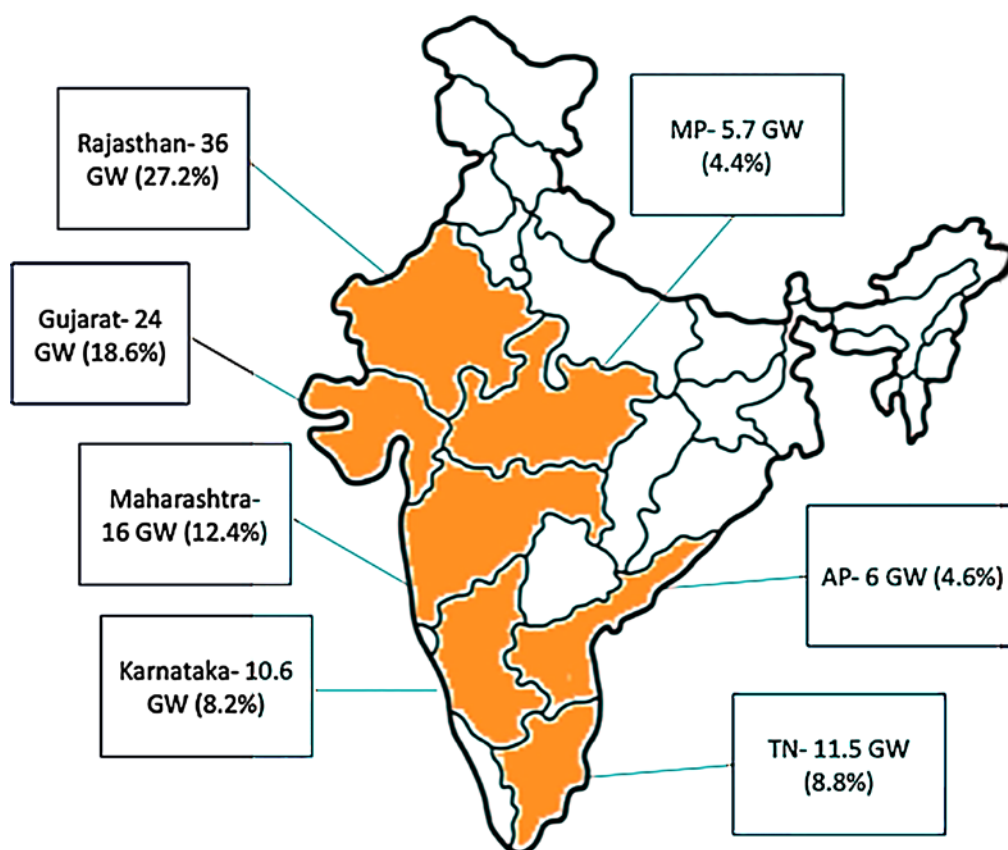 Rajasthan- 36
GW (27.2%)
MP- 5.7 GW
(4.4%)
Gujarat- 24
GW (18.6%)
Maharashtra-
16 GW (12.4%)
AP- 6 GW (4.6%)
Karnataka- 10.6
GW (8.2%)
TN- 11.5 GW
(8.8%)